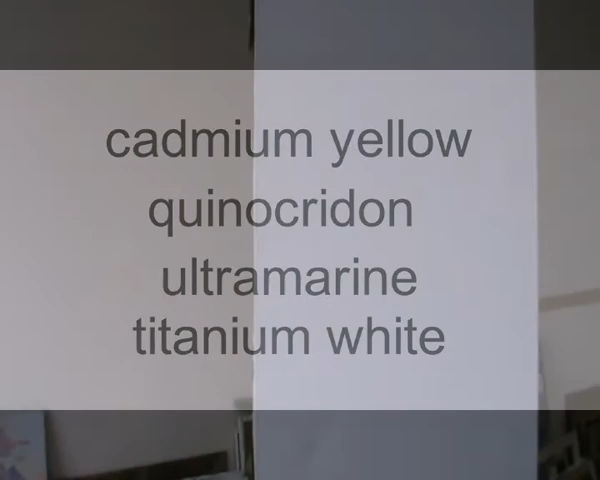 cadmium yellow
quinocridon
ultramarine
titanium white